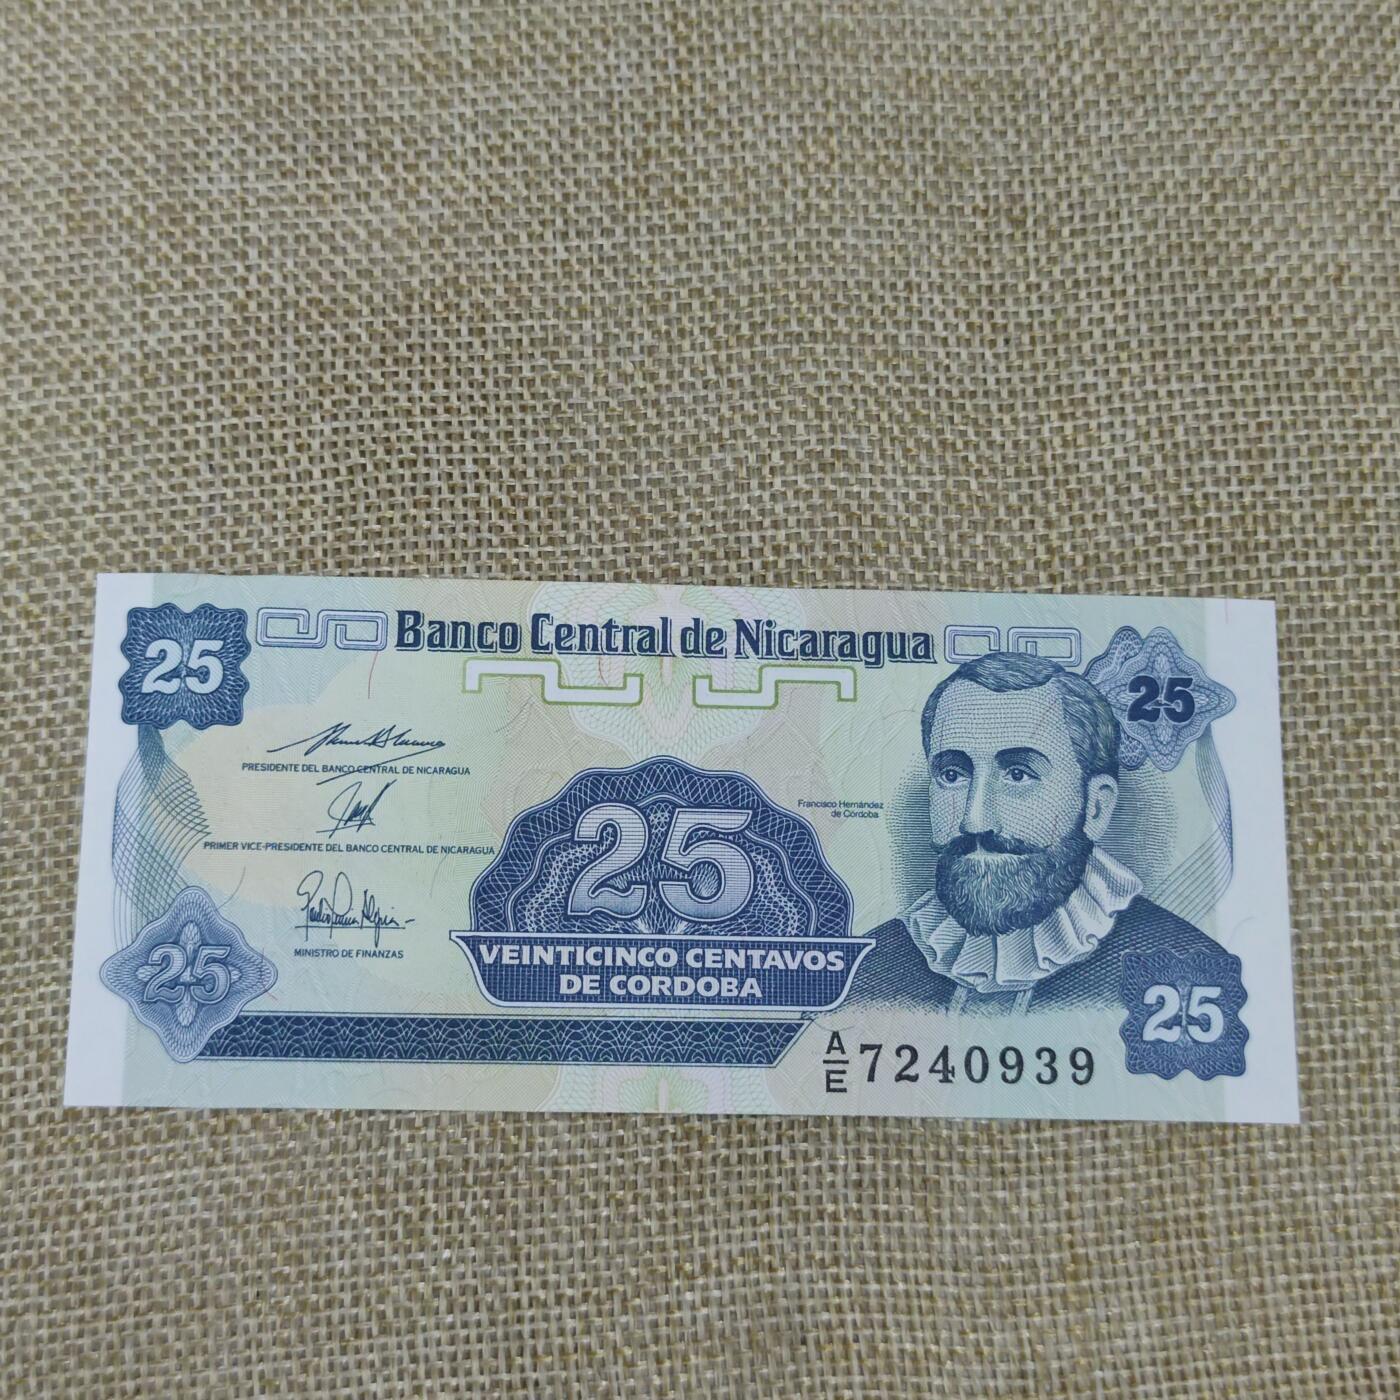 25
Banco Central de Nicaragua
25
PRESIDENTE DEL BANCO CENTRAL DE NICARAGUA
PRIMER VICE-PRESIDENTE DEL BANCO CENTRAL DE NICARAGUA
MINISTRO DE FINANZAS
25
25
VEINTICINCO CENTAVOS
DE CORDOBA
Francisco Hernández
de Córdoba
A/E 7240939
25